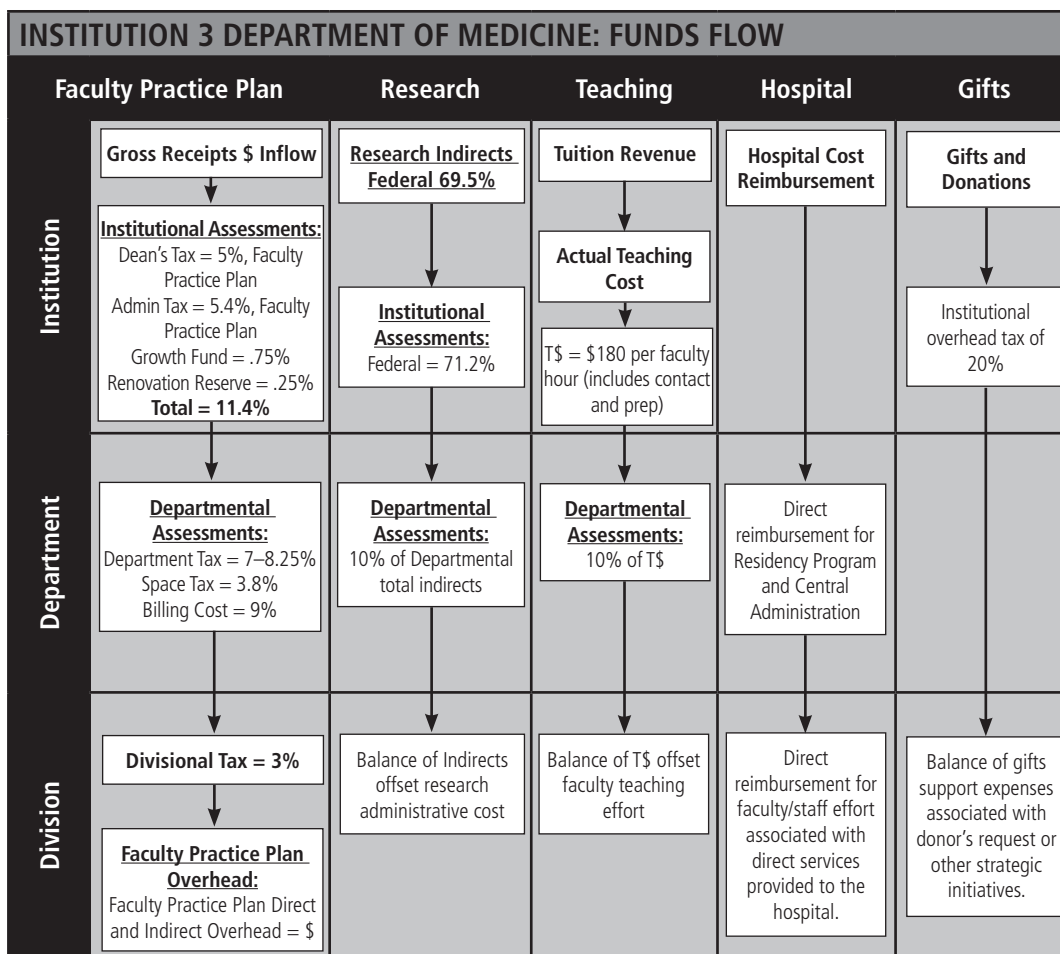 INSTITUTION 3 DEPARTMENT OF MEDICINE: FUNDS FLOW
Faculty Practice Plan
Research
Teaching
Hospital
Gifts
Institution
Gross Receipts $ Inflow
Institutional Assessments:
Dean's Tax = 5%, Faculty
Practice Plan
Admin Tax = 5.4%, Faculty
Practice Plan
Growth Fund = .75%
Renovation Reserve = .25%
Total = 11.4%
Research Indirects
Federal 69.5%
Institutional
Assessments:
Federal = 71.2%
Tuition Revenue
Actual Teaching
Cost
T$ = $180 per faculty
hour (includes contact
and prep)
Hospital Cost
Reimbursement
Gifts and
Donations
Institutional
overhead tax of
20%
Department
Departmental
Assessments:
Department Tax = 7–8.25%
Space Tax = 3.8%
Billing Cost = 9%
Departmental
Assessments:
10% of Departmental
total indirects
Departmental
Assessments:
10% of T$
Direct
reimbursement for
Residency Program
and Central
Administration
Division
Divisional Tax = 3%
Faculty Practice Plan
Overhead:
Faculty Practice Plan Direct
and Indirect Overhead = $
Balance of Indirects
offset research
administrative cost
Balance of T$ offset
faculty teaching
effort
Direct
reimbursement for
faculty/staff effort
associated with
direct services
provided to the
hospital.
Balance of gifts
support expenses
associated with
donor's request or
other strategic
initiatives.